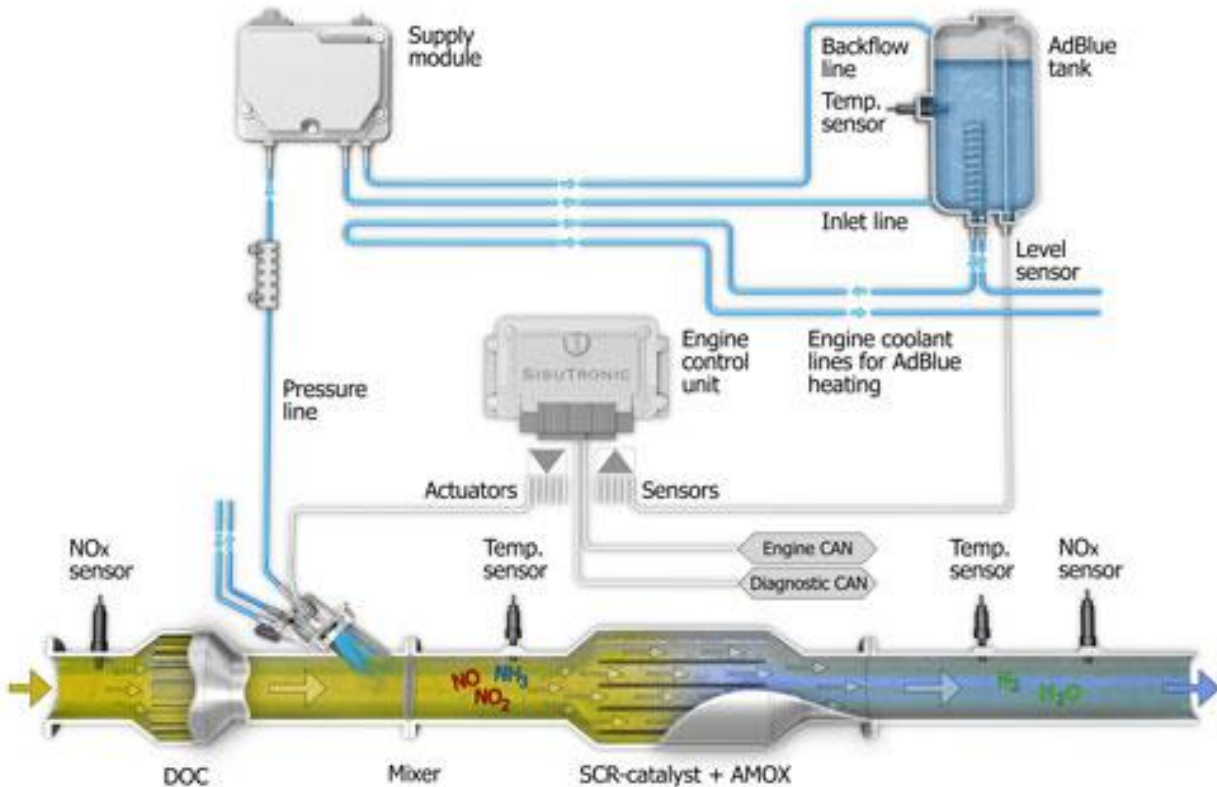 Supply
module
Backflow
line
AdBlue
tank
Temp.
sensor
Inlet line
Level
sensor
Engine
control
unit
SISUTRONIC
Engine coolant
lines for AdBlue
heating
Pressure
line
Actuators
Sensors
NOx
sensor
Temp.
sensor
Engine CAN
Diagnostic CAN
Temp.
sensor
NOx
sensor
NO
NH3
NO2
H2O
DOC
Mixer
SCR-catalyst + AMOX